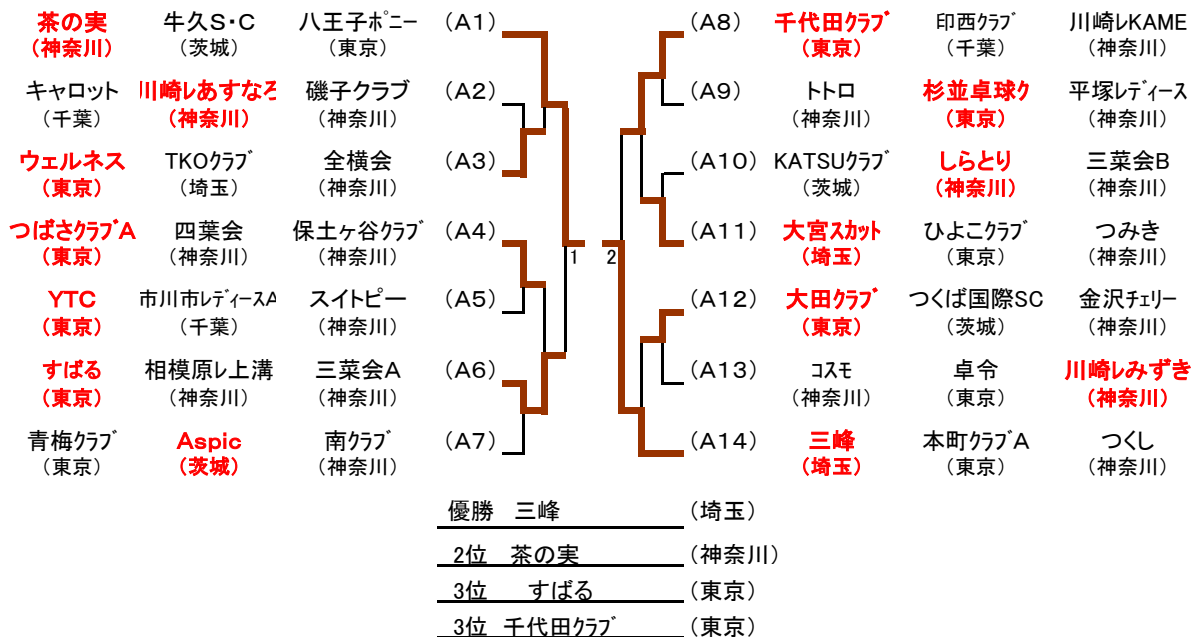 茶の実 牛久S・C 八王子ﾎﾟﾆｰ (A1) (A8) 千代田ｸﾗﾌﾞ 印西ｸﾗﾌﾞ 川崎ﾚKAME
(神奈川) (茨城) (東京) (東京) (千葉) (神奈川)
キャロット 川崎ﾚあすなろ 磯子クラブ (A2) (A9) トトロ 杉並卓球ク 平塚ﾚﾃﾞｨｰｽ
(千葉) (神奈川) (神奈川) (神奈川) (東京) (神奈川)
ウェルネス TKOｸﾗﾌﾞ 全横会 (A3) (A10) KATSUｸﾗﾌﾞ しらとり 三菜会B
(東京) (埼玉) (神奈川) (茨城) (神奈川) (神奈川)
つばさｸﾗﾌﾞA 四葉会 保土ヶ谷ｸﾗﾌﾞ (A4) (A11) 大宮ｽｶｯﾄ ひよこｸﾗﾌﾞ つみき
(東京) (神奈川) (神奈川) (埼玉) (東京) (神奈川)
1 2
YTC 市川市ﾚﾃﾞｨｰｽA スイトピー (A5) (A12) 大田ｸﾗﾌﾞ つくば国際SC 金沢ﾁｪﾘｰ
(東京) (千葉) (神奈川) (東京) (茨城) (神奈川)
すばる 相模原ﾚ上溝 三菜会A (A6) (A13) ｺｽﾓ 卓令 川崎ﾚみずき
(東京) (神奈川) (神奈川) (神奈川) (東京) (神奈川)
青梅ｸﾗﾌﾞ Aspic 南ｸﾗﾌﾞ (A7) (A14) 三峰 本町ｸﾗﾌﾞA つくし
(東京) (茨城) (神奈川) (埼玉) (東京) (神奈川)
優勝 三峰 (埼玉)
2位 茶の実 (神奈川)
3位 すばる (東京)
3位 千代田ｸﾗﾌﾞ (東京)